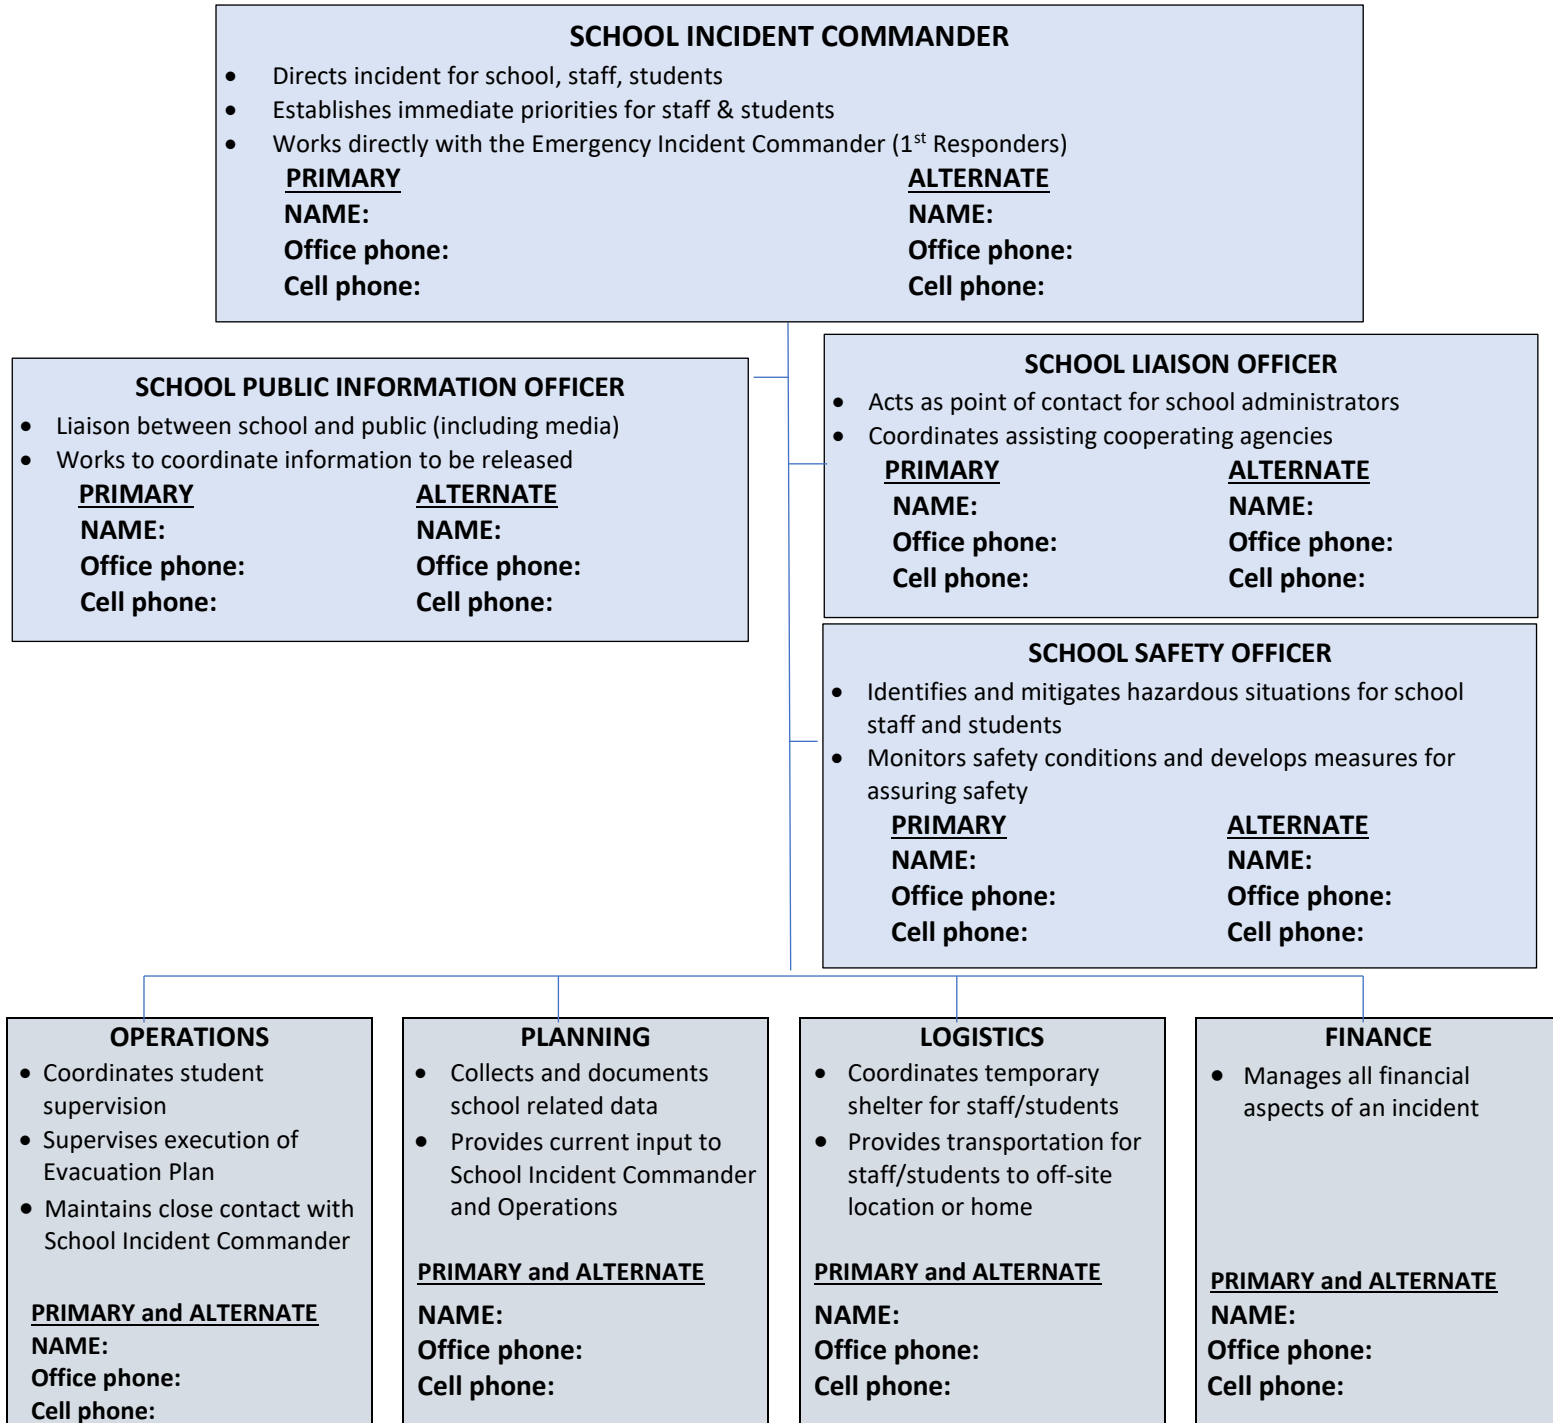 SCHOOL INCIDENT COMMANDER
• Directs incident for school, staff, students
• Establishes immediate priorities for staff & students
• Works directly with the Emergency Incident Commander (1st Responders)
PRIMARY ALTERNATE
NAME: NAME:
Office phone: Office phone:
Cell phone: Cell phone:
SCHOOL PUBLIC INFORMATION OFFICER
• Liaison between school and public (including media)
• Works to coordinate information to be released
PRIMARY ALTERNATE
NAME: NAME:
Office phone: Office phone:
Cell phone: Cell phone:
SCHOOL LIAISON OFFICER
• Acts as point of contact for school administrators
• Coordinates assisting cooperating agencies
PRIMARY ALTERNATE
NAME: NAME:
Office phone: Office phone:
Cell phone: Cell phone:
SCHOOL SAFETY OFFICER
• Identifies and mitigates hazardous situations for school
staff and students
• Monitors safety conditions and develops measures for
assuring safety
PRIMARY ALTERNATE
NAME: NAME:
Office phone: Office phone:
Cell phone: Cell phone:
OPERATIONS
• Coordinates student
supervision
• Supervises execution of
Evacuation Plan
• Maintains close contact with
School Incident Commander
PRIMARY and ALTERNATE
NAME:
Office phone:
Cell phone:
PLANNING
• Collects and documents
school related data
• Provides current input to
School Incident Commander
and Operations
PRIMARY and ALTERNATE
NAME:
Office phone:
Cell phone:
LOGISTICS
• Coordinates temporary
shelter for staff/students
• Provides transportation for
staff/students to off-site
location or home
PRIMARY and ALTERNATE
NAME:
Office phone:
Cell phone:
FINANCE
• Manages all financial
aspects of an incident
PRIMARY and ALTERNATE
NAME:
Office phone:
Cell phone: